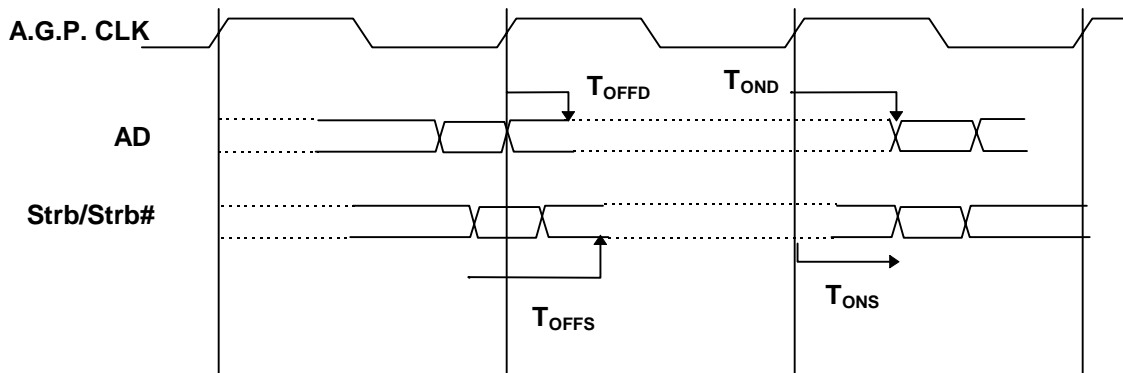 A.G.P. CLK
TOFFD
TOND
AD
Strb/Strb#
TOFFS
TONS